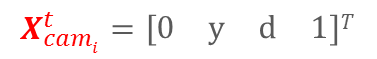 X^t_{cam_i} = [0 y d 1]^T